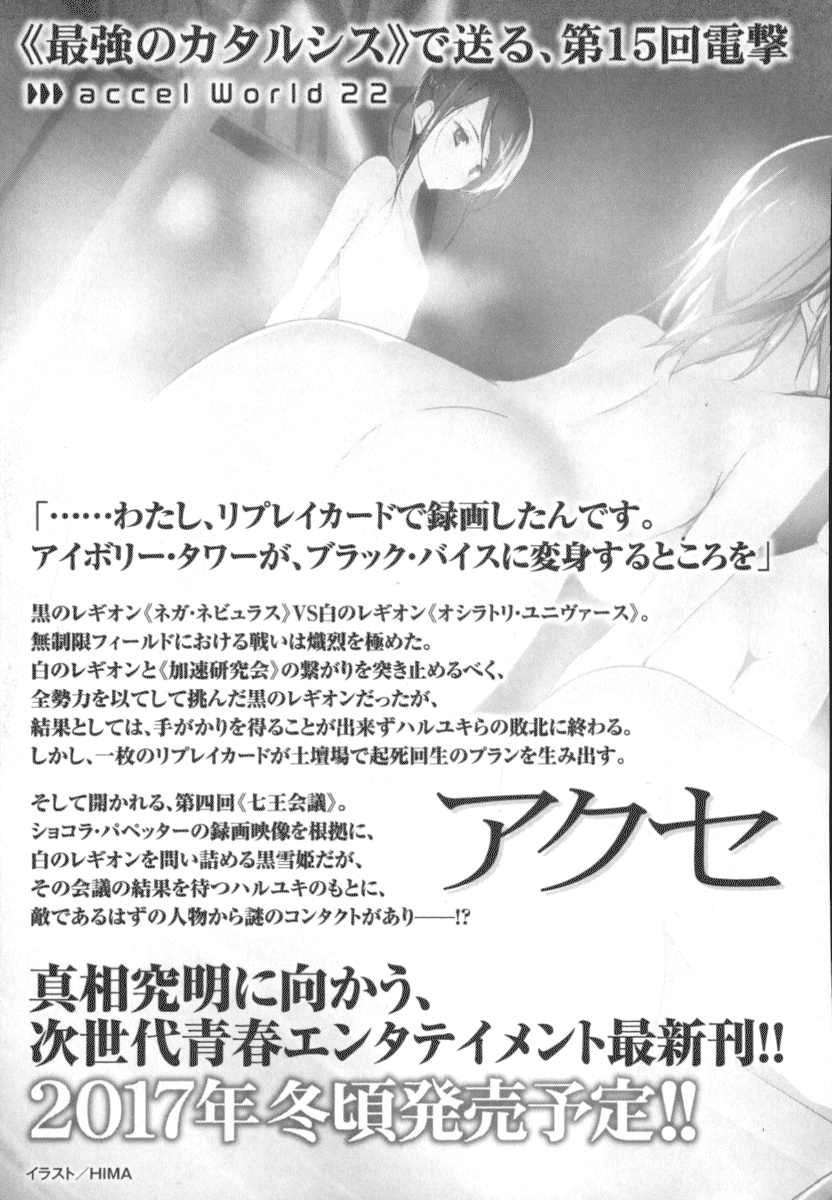 《最強のカタルシス》で送る、第15回電撃
accel World 22
「……わたし、リプレイカードで録画したんです。
アイボリー・タワーが、ブラック・バイスに変身するところを」
黒のレギオン《ネガ・ネビュラス》VS白のレギオン《オシラトリ・ユニヴァース》。
無制限フィールドにおける戦いは熾烈を極めた。
白のレギオンと《加速研究会》の繋がりを突き止めるべく、
全勢力を以てして挑んだ黒のレギオンだったが、
結果としては、手がかりを得ることが出来ずハルユキらの敗北に終わる。
しかし、一枚のリプレイカードが土壇場で起死回生のプランを生み出す。
そして開かれる、第四回《七王会議》。
ショコラ・パペッターの録画映像を根拠に、
白のレギオンを問い詰める黒雪姫だが、
その会議の結果を待つハルユキのもとに、
敵であるはずの人物から謎のコンタクトがあり――!?
アクセ
真相究明に向かう、
次世代青春エンタテイメント最新刊!!
2017年冬頃発売予定!!
イラスト/HIMA